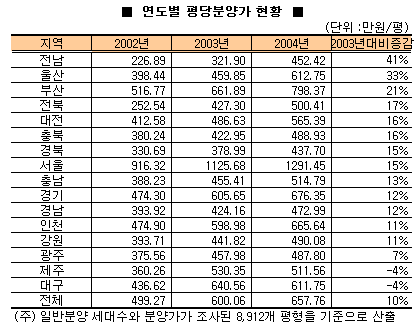 ■ 연도별 평당분양가 현황 ■
(단위 :만원/평)
지역 2002년 2003년 2004년 2003년대비증감
전남 226.89 321.90 452.42 41%
울산 398.44 459.85 612.75 33%
부산 516.77 661.89 798.37 21%
전북 252.54 427.30 500.41 17%
대전 412.58 486.63 565.39 16%
충북 380.24 422.95 488.93 16%
경북 330.69 378.99 437.70 15%
서울 916.32 1125.68 1291.45 15%
충남 388.23 455.41 514.79 13%
경기 474.30 605.65 676.35 12%
경남 393.92 424.16 472.99 12%
인천 474.90 598.98 665.64 11%
강원 393.71 441.82 490.08 11%
광주 375.56 457.98 487.80 7%
제주 360.26 530.35 511.56 -4%
대구 436.62 640.56 611.75 -4%
전체 499.27 600.06 657.76 10%
(주) 일반분양 세대수와 분양가가 조사된 8,912개 평형을 기준으로 산출